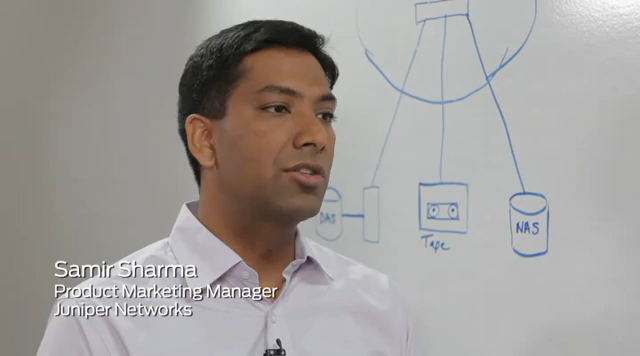 DAS
Tape
NAS
Samir Sharma
Product Marketing Manager
Juniper Networks